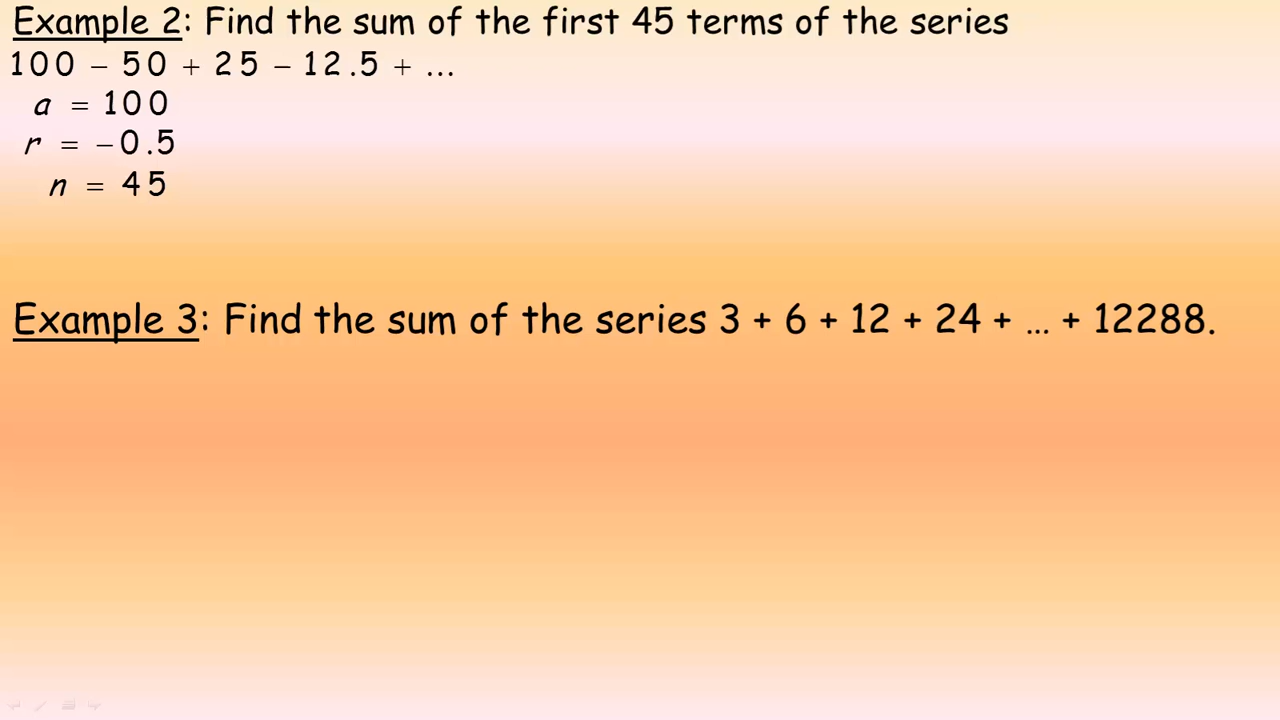 Example 2: Find the sum of the first 45 terms of the series
100 − 50 + 25 − 12.5 + ...
a = 100
r = −0.5
n = 45
Example 3: Find the sum of the series 3 + 6 + 12 + 24 + … + 12288.